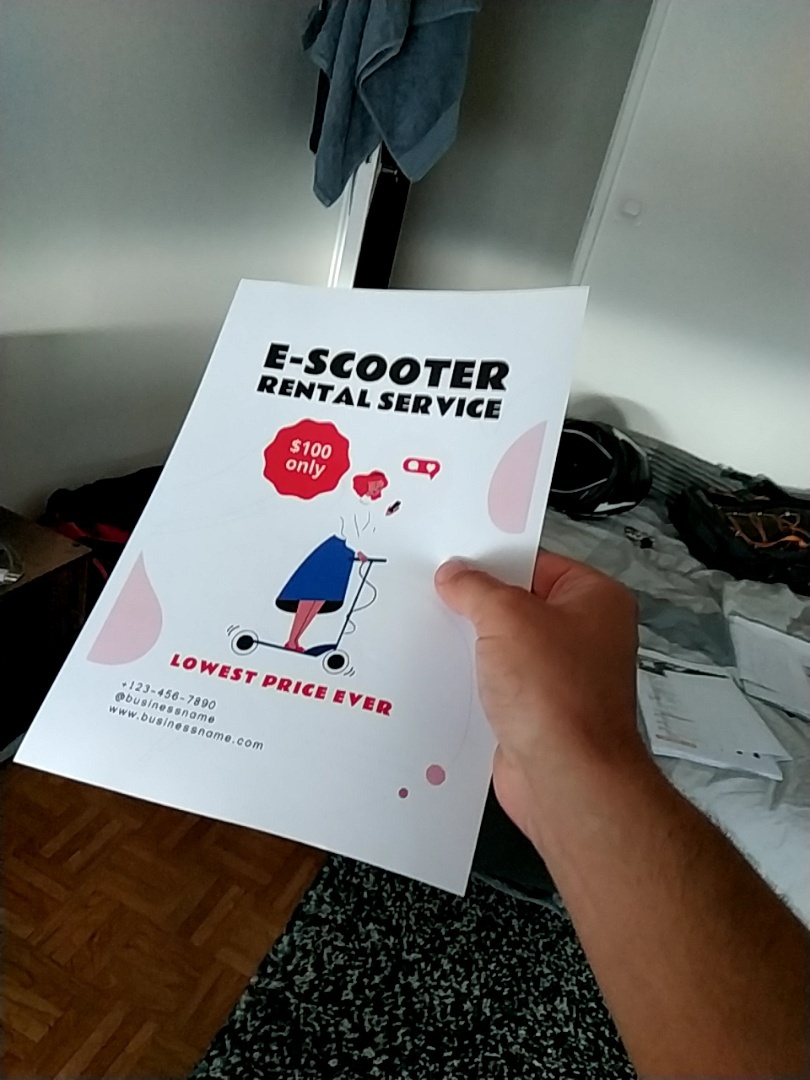 E-SCOOTER
RENTAL SERVICE
$100
only
LOWEST PRICE EVER
+123-456-7890
@businessname
www.businessname.com